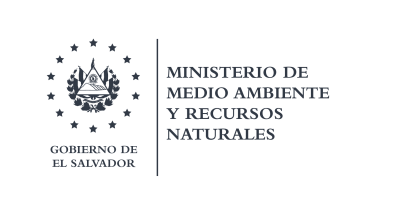 GOBIERNO DE
EL SALVADOR
MINISTERIO DE
MEDIO AMBIENTE
Y RECURSOS
NATURALES